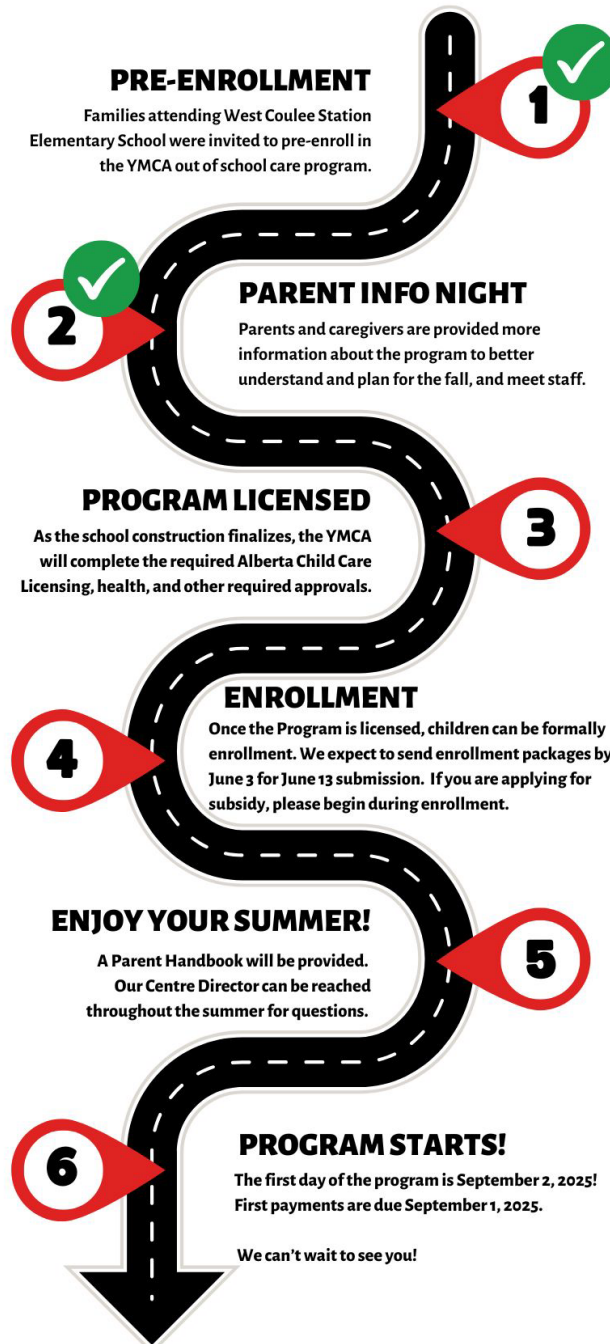 PRE-ENROLLMENT
Families attending West Coulee Station
Elementary School were invited to pre-enroll in
the YMCA out of school care program.
1
2
PARENT INFO NIGHT
Parents and caregivers are provided more
information about the program to better
understand and plan for the fall, and meet staff.
PROGRAM LICENSED
As the school construction finalizes, the YMCA
will complete the required Alberta Child Care
Licensing, health, and other required approvals.
3
4
ENROLLMENT
Once the Program is licensed, children can be formally
enrollment. We expect to send enrollment packages by
June 3 for June 13 submission. If you are applying for
subsidy, please begin during enrollment.
ENJOY YOUR SUMMER!
A Parent Handbook will be provided.
Our Centre Director can be reached
throughout the summer for questions.
5
6
PROGRAM STARTS!
The first day of the program is September 2, 2025!
First payments are due September 1, 2025.
We can't wait to see you!